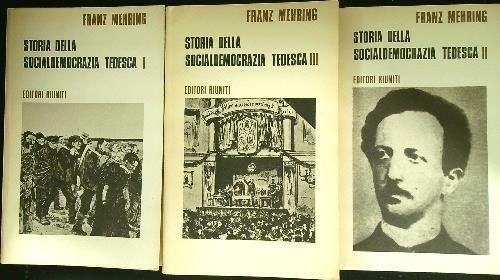 FRANZ MEHRING
STORIA DELLA
SOCIALDEMOCRAZIA TEDESCA I
EDITORI RIUNITI
FRANZ MEHRING
STORIA DELLA
SOCIALDEMOCRAZIA TEDESCA III
EDITORI RIUNITI
FRANZ MEHRING
STORIA DELLA
SOCIALDEMOCRAZIA TEDESCA II
EDITORI RIUNITI